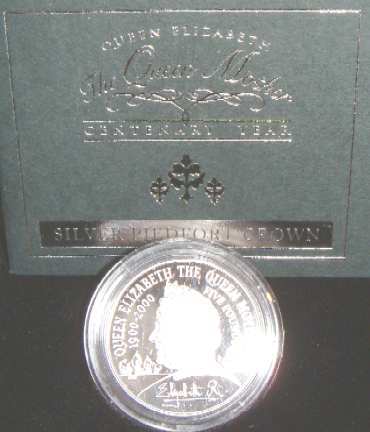 QUEEN ELIZABETH
The Queen Mother
CENTENARY YEAR
SILVER PIEDFORT CROWN
QUEEN ELIZABETH THE QUEEN MOTHER
1900-2000
FIVE POUNDS
Elizabeth R